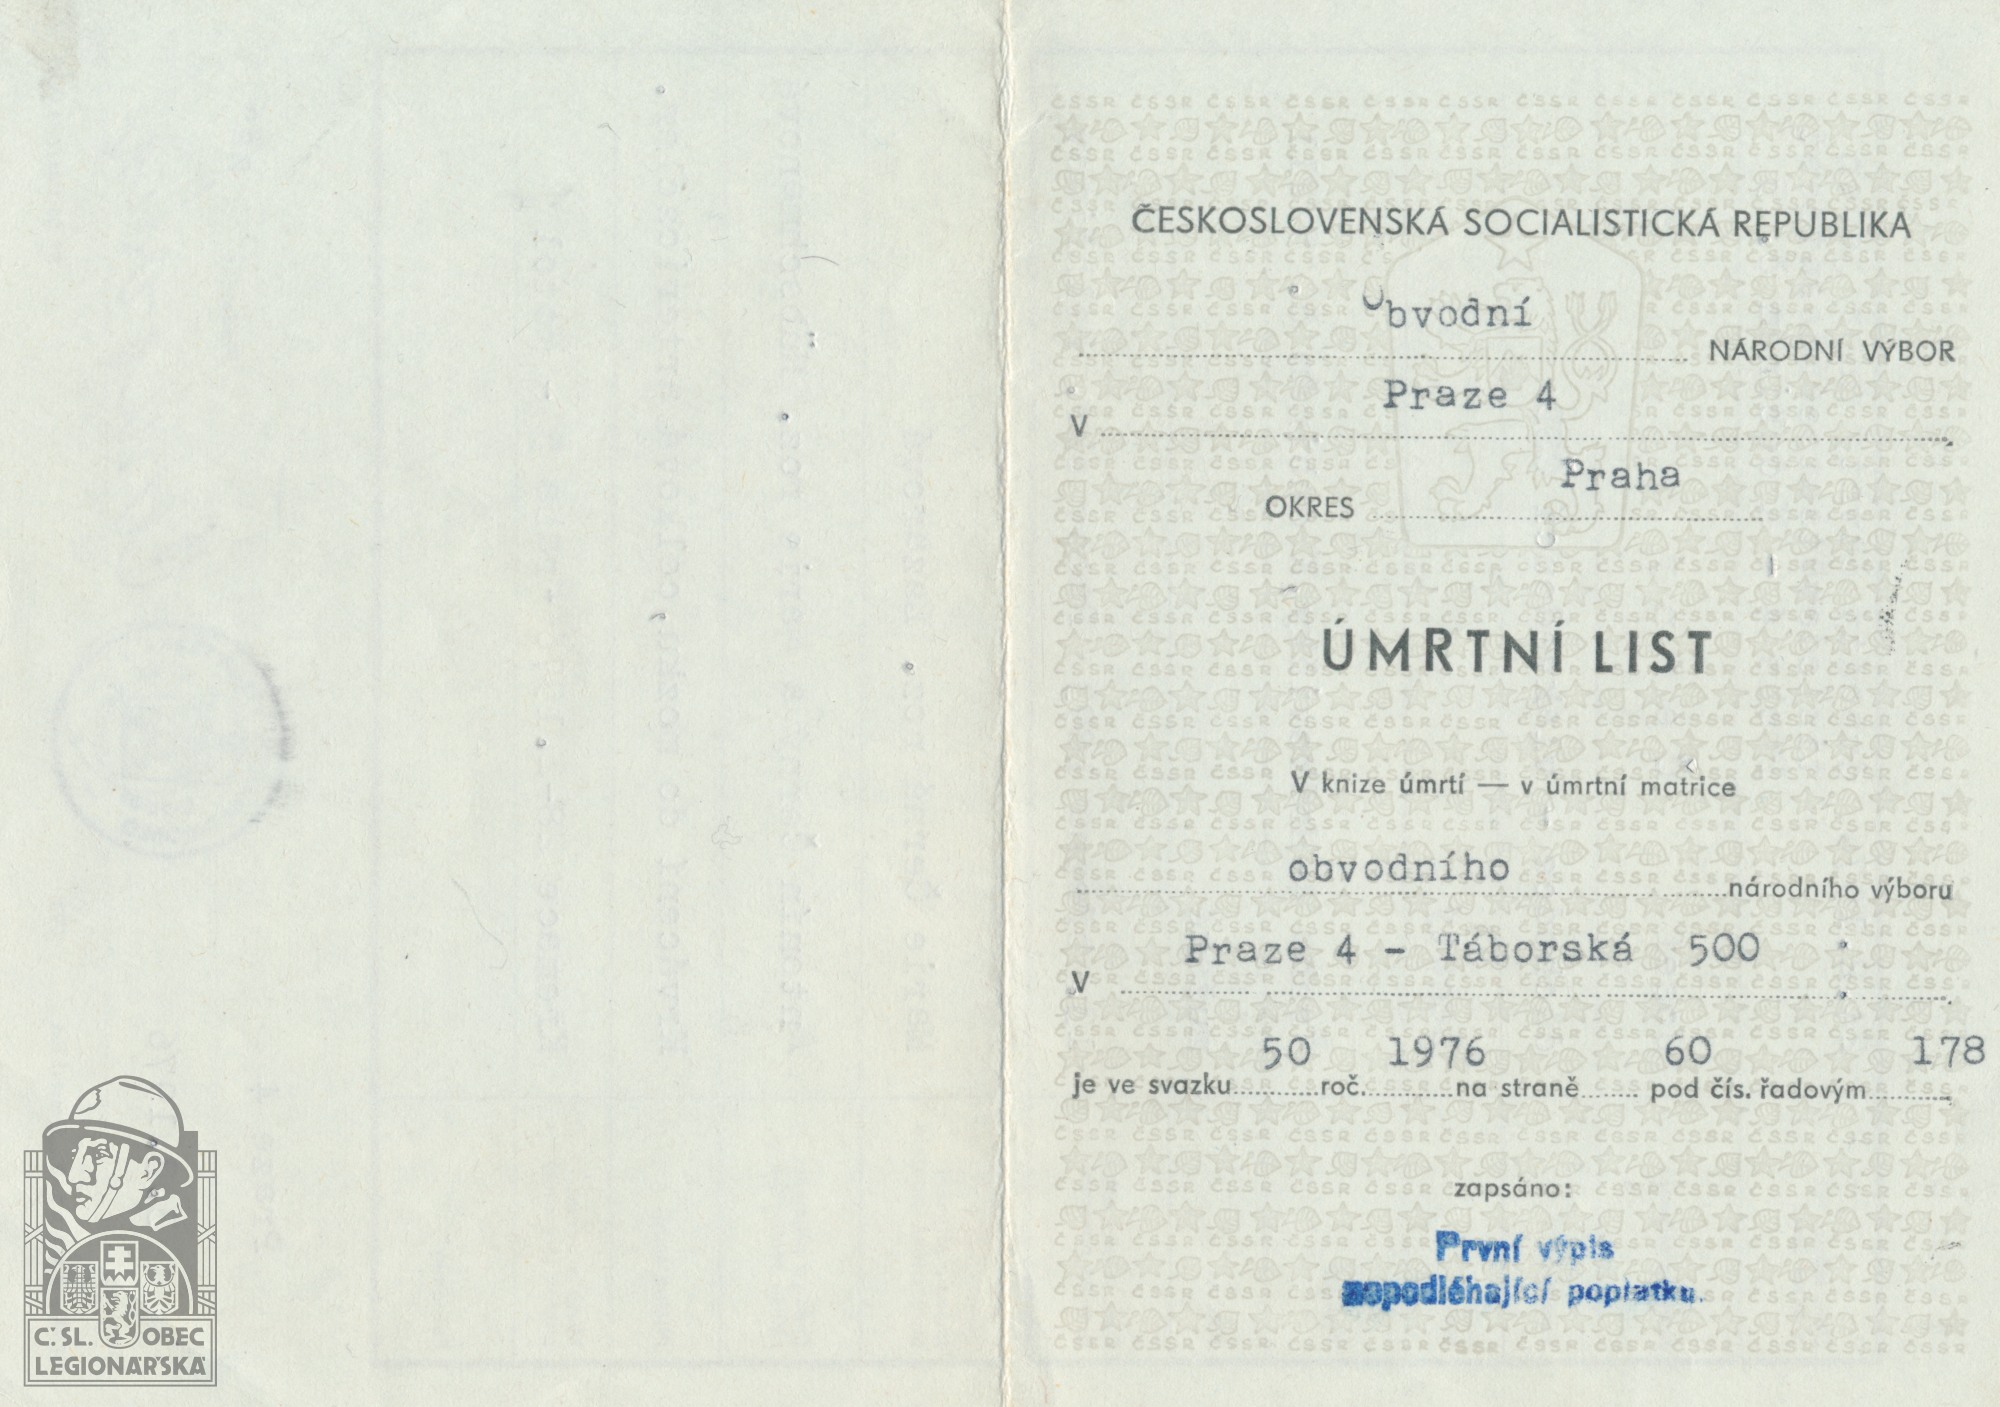 ČESKOSLOVENSKÁ SOCIALISTICKÁ REPUBLIKA
Obvodní
NÁRODNÍ VÝBOR
Praze 4
V
Praha
OKRES
ÚMRTNÍ LIST
V knize úmrtí — v úmrtní matrice
obvodního
národního výboru
Praze 4 - Táborská 500
V
50 1976 60 178
je ve svazku roč. na straně pod čís. řadovým
zapsáno:
První výpis
nepodléhající poplatku.
Č.SL. OBEC
LEGIONÁŘSKÁ